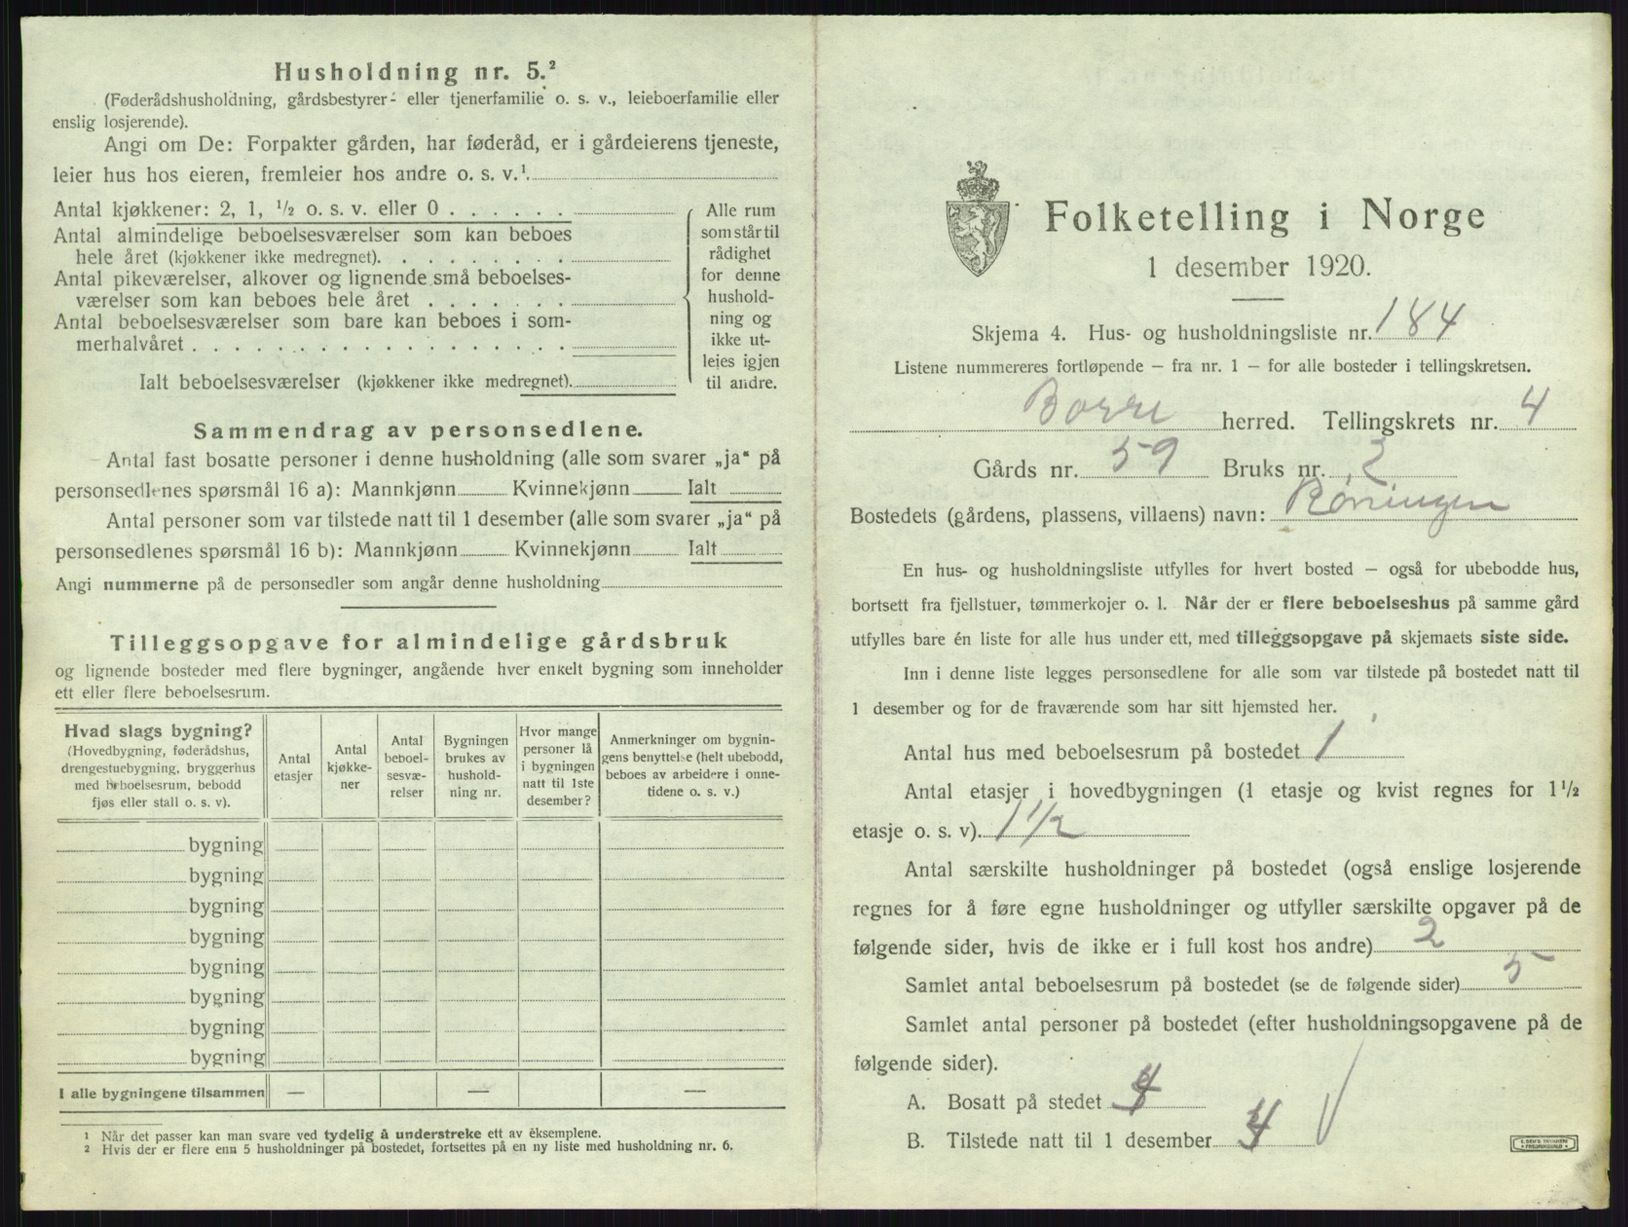 Husholdning nr. 5.²
(Føderådshusholdning, gårdsbestyrer- eller tjenerfamilie o. s. v., leieboerfamilie eller
enslig losjerende).
Angi om De: Forpakter gården, har føderåd, er i gårdeierens tjeneste,
leier hus hos eieren, fremleier hos andre o. s. v.¹
Antal kjøkkener: 2, 1, ½ o. s. v. eller 0 . . . . . .
Antal almindelige beboelsesværelser som kan beboes
hele året (kjøkkener ikke medregnet). . . . . . . . .
Antal pikeværelser, alkover og lignende små beboelses-
værelser som kan beboes hele året . . . . . . .
Antal beboelsesværelser som bare kan beboes i som-
merhalvåret . . . . . . . . . . . . . . . . . .
Ialt beboelsesværelser (kjøkkener ikke medregnet).
Alle rum
som står til
rådighet
for denne
hushold-
ning og
ikke ut-
leies igjen
til andre.
Sammendrag av personsedlene.
Antal fast bosatte personer i denne husholdning (alle som svarer „ja“ på
personsedlenes spørsmål 16 a): Mannkjønn Kvinnekjønn Ialt
Antal personer som var tilstede natt til 1 desember (alle som svarer „ja“ på
personsedlenes spørsmål 16 b): Mannkjønn Kvinnekjønn Ialt
Angi nummerne på de personsedler som angår denne husholdning
Tilleggsopgave for almindelige gårdsbruk
og lignende bosteder med flere bygninger, angående hver enkelt bygning som inneholder
ett eller flere beboelsesrum.
Hvad slags bygning?
(Hovedbygning, føderådshus,
drengestuebygning, bryggerhus
med beboelsesrum, bebodd
fjøs eller stall o. s. v).
Antal
etasjer
Antal
kjøkke-
ner
Antal
beboel-
sesvæ-
relser
Bygningen
brukes av
hushold-
ning nr.
Hvor mange
personer lå
i bygningen
natt til 1ste
desember?
Anmerkninger om bygnin-
gens benyttelse (helt ubebodd,
beboes av arbeidere i onne-
tidene o. s. v.)
bygning
bygning
bygning
bygning
bygning
bygning
bygning
bygning
I alle bygningene tilsammen — — —
¹ Når det passer kan man svare ved tydelig å understreke ett av eksemplene.
² Hvis der er flere enn 5 husholdninger på bostedet, fortsettes på en ny liste med husholdning nr. 6.
Folketelling i Norge
1 desember 1920.
Skjema 4. Hus- og husholdningsliste nr. 184
Listene nummereres fortløpende — fra nr. 1 — for alle bosteder i tellingskretsen.
Borre herred. Tellingskrets nr. 4
Gårds nr. 59 Bruks nr. 2
Bostedets (gårdens, plassens, villaens) navn: Røningen
En hus- og husholdningsliste utfylles for hvert bosted — også for ubebodde hus,
bortsett fra fjellstuer, tømmerkojer o. l. Når der er flere beboelseshus på samme gård
utfylles bare én liste for alle hus under ett, med tilleggsopgave på skjemaets siste side.
Inn i denne liste legges personsedlene for alle som var tilstede på bostedet natt til
1 desember og for de fraværende som har sitt hjemsted her.
Antal hus med beboelsesrum på bostedet 1
Antal etasjer i hovedbygningen (1 etasje og kvist regnes for 1½
etasje o. s. v). 1½
Antal særskilte husholdninger på bostedet (også enslige losjerende
regnes for å føre egne husholdninger og utfyller særskilte opgaver på de
følgende sider, hvis de ikke er i full kost hos andre) 2
Samlet antal beboelsesrum på bostedet (se de følgende sider) 5
Samlet antal personer på bostedet (efter husholdningsopgavene på de
følgende sider).
A. Bosatt på stedet 4
B. Tilstede natt til 1 desember 4